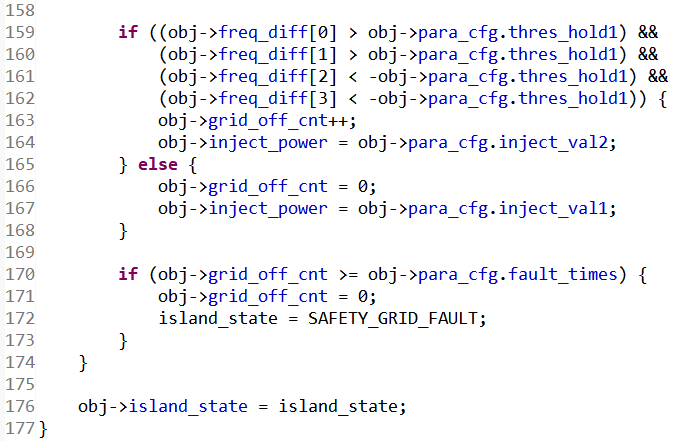 158
159        if ((obj->freq_diff[0] > obj->para_cfg.thres_hold1) &&
160            (obj->freq_diff[1] > obj->para_cfg.thres_hold1) &&
161            (obj->freq_diff[2] < -obj->para_cfg.thres_hold1) &&
162            (obj->freq_diff[3] < -obj->para_cfg.thres_hold1)) {
163            obj->grid_off_cnt++;
164            obj->inject_power = obj->para_cfg.inject_val2;
165        } else {
166            obj->grid_off_cnt = 0;
167            obj->inject_power = obj->para_cfg.inject_val1;
168        }
169
170        if (obj->grid_off_cnt >= obj->para_cfg.fault_times) {
171            obj->grid_off_cnt = 0;
172            island_state = SAFETY_GRID_FAULT;
173        }
174    }
175
176    obj->island_state = island_state;
177}